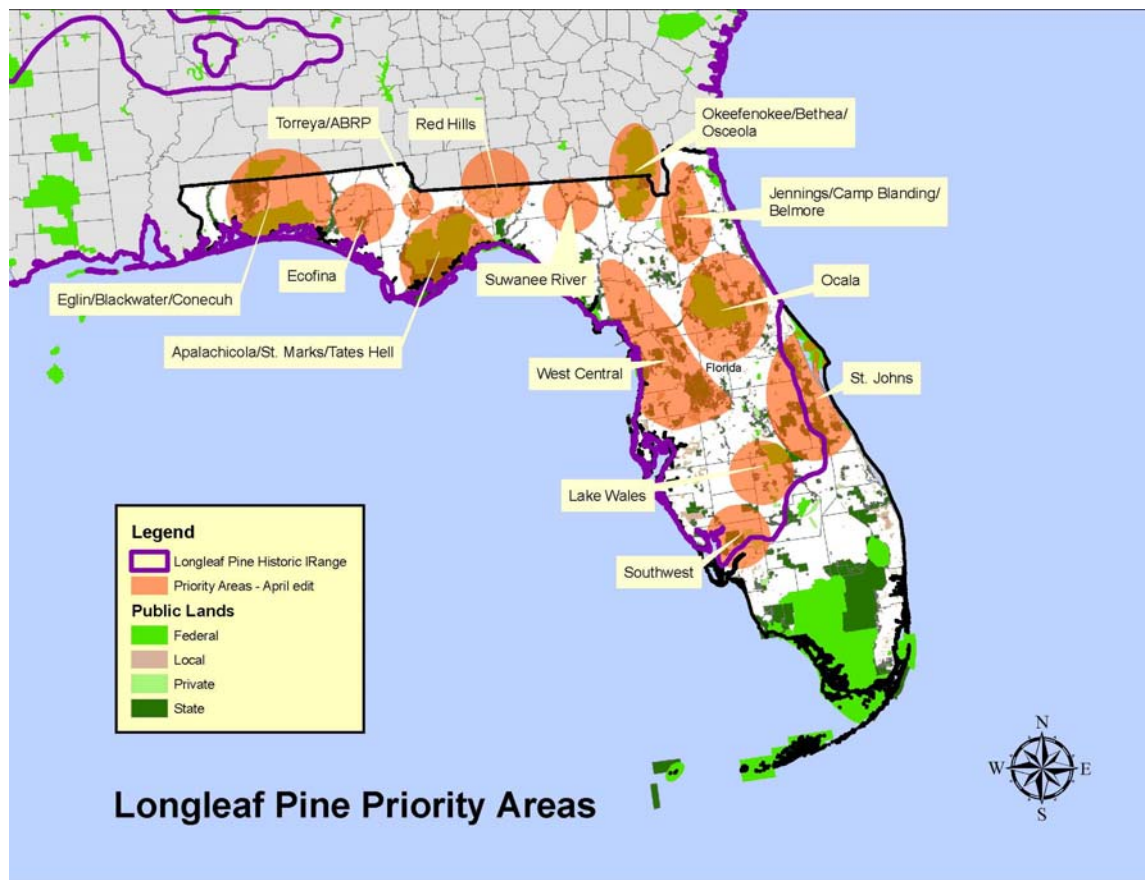 Torreya/ABRP
Red Hills
Okeefenokee/Bethea/
Osceola
Jennings/Camp Blanding/
Belmore
Ecofina
Suwanee River
Ocala
Eglin/Blackwater/Conecuh
Apalachicola/St. Marks/Tates Hell
West Central
Florida
St. Johns
Lake Wales
Southwest
Legend
Longleaf Pine Historic lRange
Priority Areas - April edit
Public Lands
Federal
Local
Private
State
Longleaf Pine Priority Areas
N
W
E
S